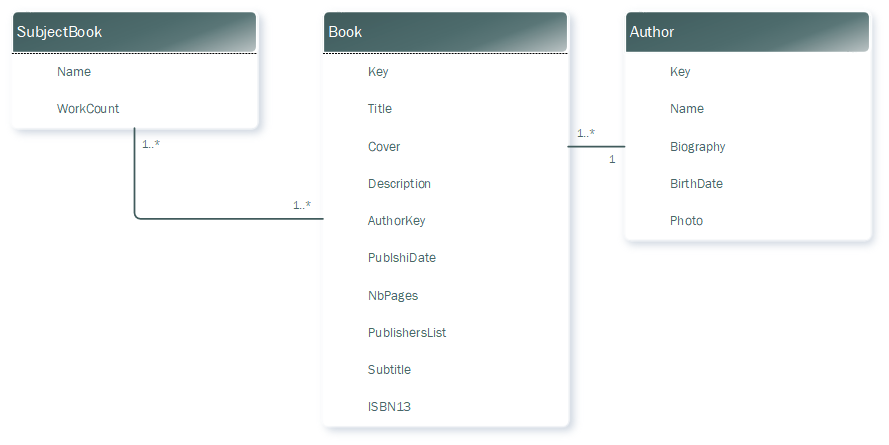 SubjectBook
Name
WorkCount
1..*
1..*
Book
Key
Title
Cover
Description
AuthorKey
PublshiDate
NbPages
PublishersList
Subtitle
ISBN13
1..*
1
Author
Key
Name
Biography
BirthDate
Photo